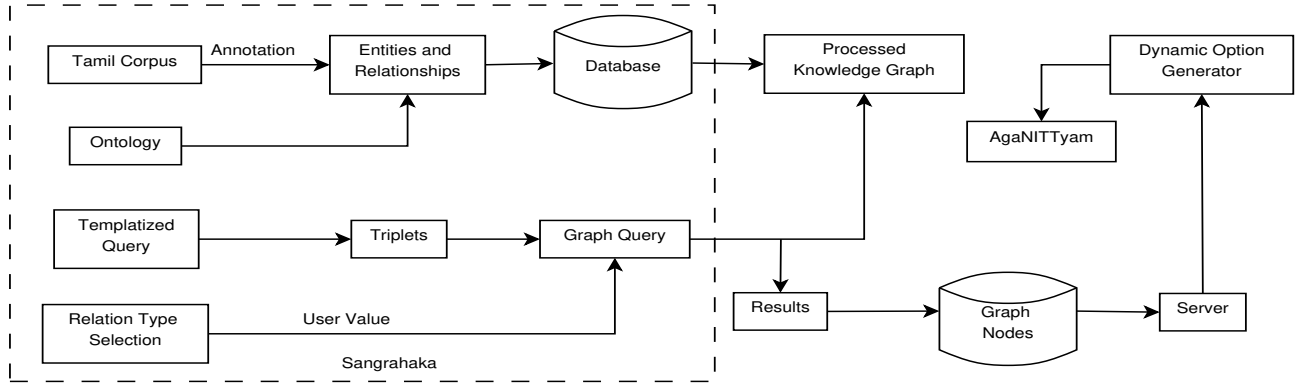 Tamil Corpus
Annotation
Entities and
Relationships
Database
Processed
Knowledge Graph
Dynamic Option
Generator
AgaNITTyam
Ontology
Templatized
Query
Triplets
Graph Query
Relation Type
Selection
User Value
Sangrahaka
Results
Graph
Nodes
Server